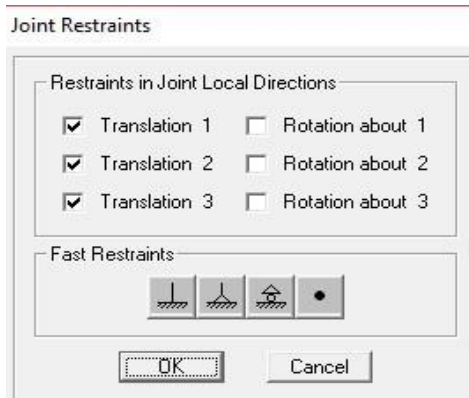 Joint Restraints
Restraints in Joint Local Directions
Translation 1 Rotation about 1
Translation 2 Rotation about 2
Translation 3 Rotation about 3
Fast Restraints
OK Cancel